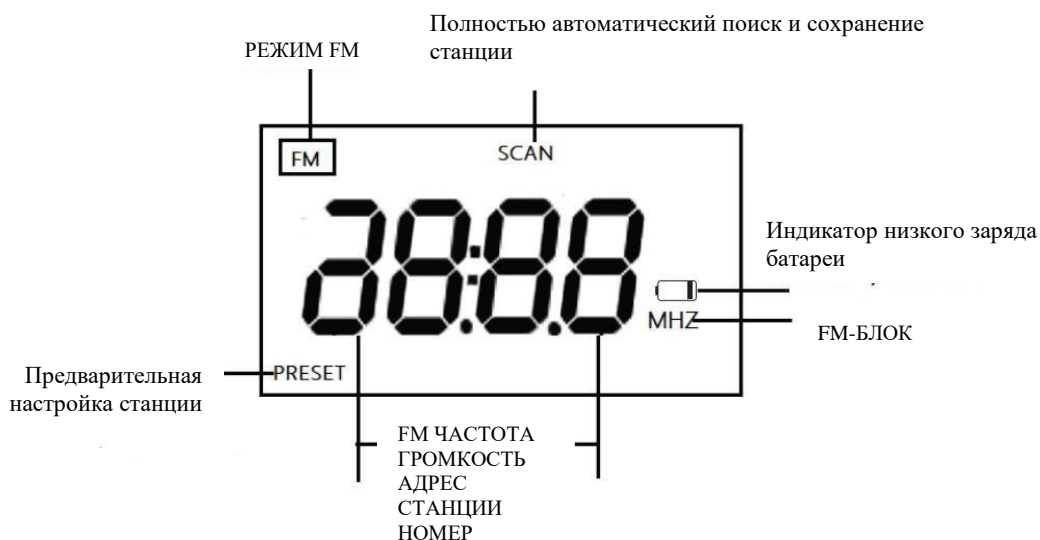 Полностью автоматический поиск и сохранение
станции
РЕЖИМ FM
FM
SCAN
28:8.8
Индикатор низкого заряда
батареи
MHZ
FM-БЛОК
PRESET
Предварительная
настройка станции
FM ЧАСТОТА
ГРОМКОСТЬ
АДРЕС
СТАНЦИИ
НОМЕР